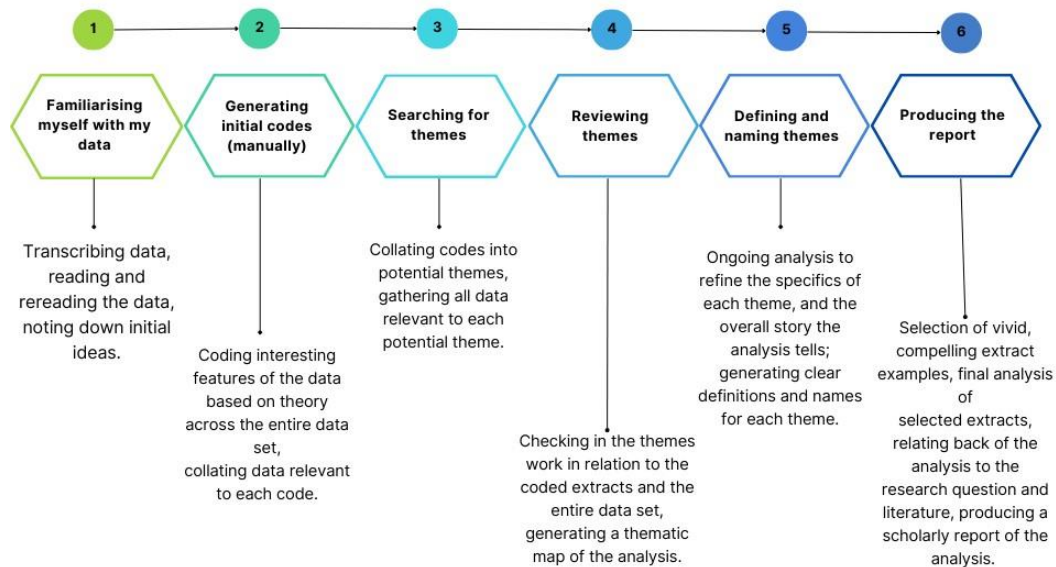 1
2
3
4
5
6
Familiarising
myself with my
data
Generating
initial codes
(manually)
Searching for
themes
Reviewing
themes
Defining and
naming themes
Producing the
report
Transcribing data,
reading and
rereading the data,
noting down initial
ideas.
Coding interesting
features of the data
based on theory
across the entire data
set,
collating data relevant
to each code.
Collating codes into
potential themes,
gathering all data
relevant to each
potential theme.
Checking in the themes
work in relation to the
coded extracts and the
entire data set,
generating a thematic
map of the analysis.
Ongoing analysis to
refine the specifics of
each theme, and the
overall story the
analysis tells;
generating clear
definitions and names
for each theme.
Selection of vivid,
compelling extract
examples, final analysis
of
selected extracts,
relating back of the
analysis to the
research question and
literature, producing a
scholarly report of the
analysis.